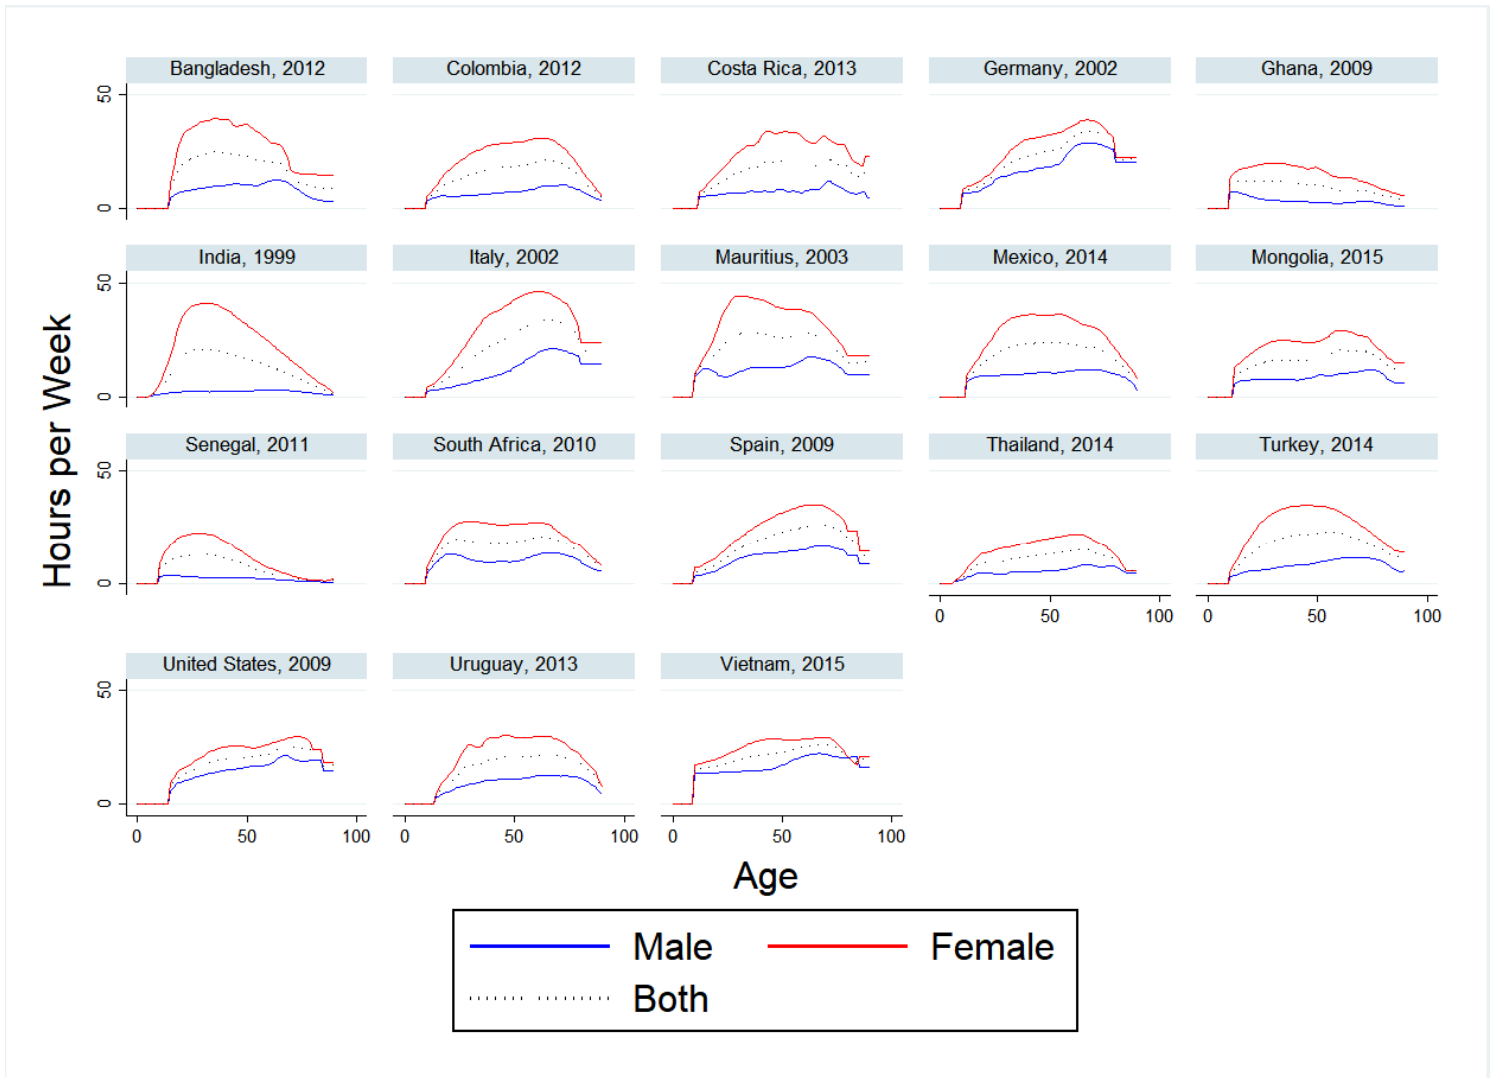 Bangladesh, 2012
Colombia, 2012
Costa Rica, 2013
Germany, 2002
Ghana, 2009
50
0
India, 1999
Italy, 2002
Mauritius, 2003
Mexico, 2014
Mongolia, 2015
50
0
Senegal, 2011
South Africa, 2010
Spain, 2009
Thailand, 2014
Turkey, 2014
50
0
0 50 100
0 50 100
United States, 2009
Uruguay, 2013
Vietnam, 2015
50
0
0 50 100
0 50 100
0 50 100
Hours per Week
Age
Male
Female
Both